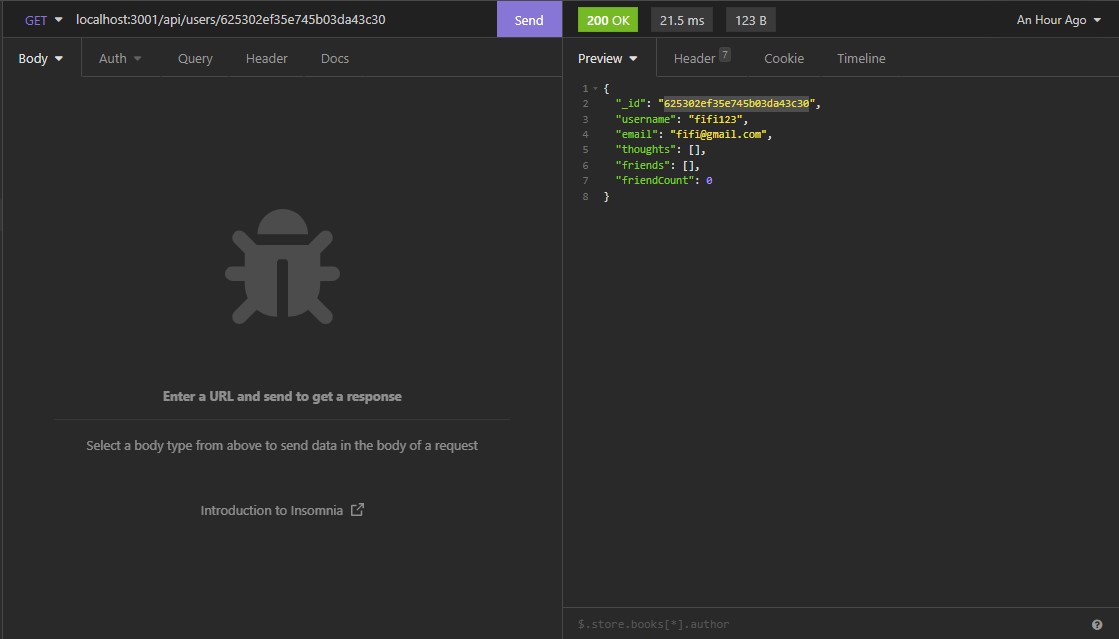 GET localhost:3001/api/users/625302ef35e745b03da43c30 Send 200 OK 21.5 ms 123 B An Hour Ago
Body Auth Query Header Docs Preview Header 7 Cookie Timeline
1 {
2 "_id": "625302ef35e745b03da43c30",
3 "username": "fifi123",
4 "email": "fifi@gmail.com",
5 "thoughts": [],
6 "friends": [],
7 "friendCount": 0
8 }
Enter a URL and send to get a response
Select a body type from above to send data in the body of a request
Introduction to Insomnia
$.store.books[*].author ?